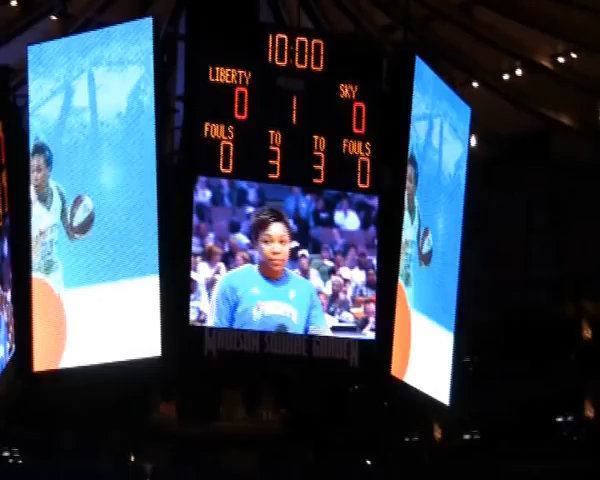 10:00
LIBERTY SKY
0 1 0
FOULS TO TO FOULS
0 3 3 0
MADISON SQUARE GARDEN